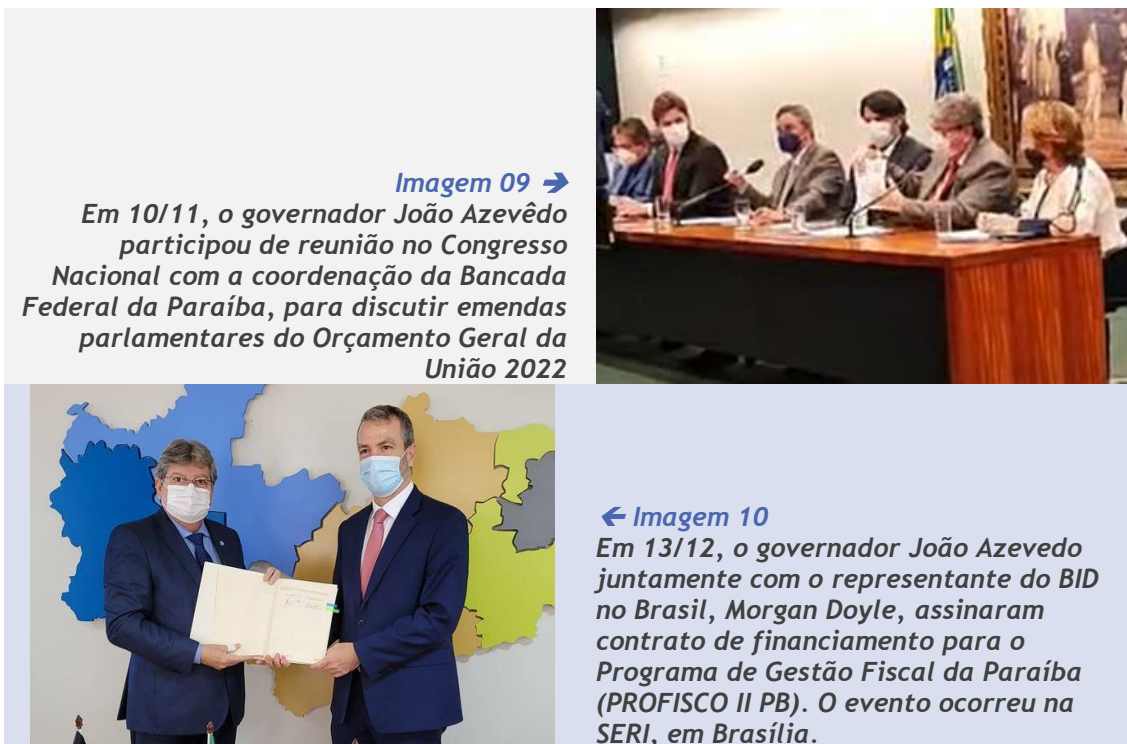 Imagem 09 →
Em 10/11, o governador João Azevêdo
participou de reunião no Congresso
Nacional com a coordenação da Bancada
Federal da Paraíba, para discutir emendas
parlamentares do Orçamento Geral da
União 2022
← Imagem 10
Em 13/12, o governador João Azevedo
juntamente com o representante do BID
no Brasil, Morgan Doyle, assinaram
contrato de financiamento para o
Programa de Gestão Fiscal da Paraíba
(PROFISCO II PB). O evento ocorreu na
SERI, em Brasília.